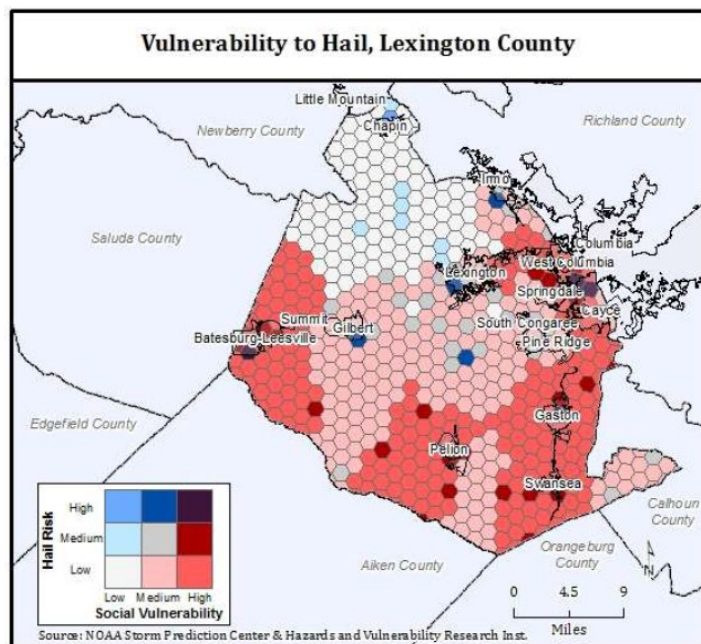 Vulnerability to Hail, Lexington County
Little Mountain
Chapin
Newberry County
Richland County
Irmo
Saluda County
Columbia
West Columbia
Lexington
Springdale
Cayce
Summit
Gilbert
South Congaree
Batesburg-Leesville
Pine Ridge
Edgefield County
Gaston
Pelion
Swansea
Calhoun
County
Aiken County
Orangeburg
County
N
Hail Risk
High
Medium
Low
Low Medium High
Social Vulnerability
0 4.5 9
Miles
Source: NOAA Storm Prediction Center & Hazards and Vulnerability Research Inst.